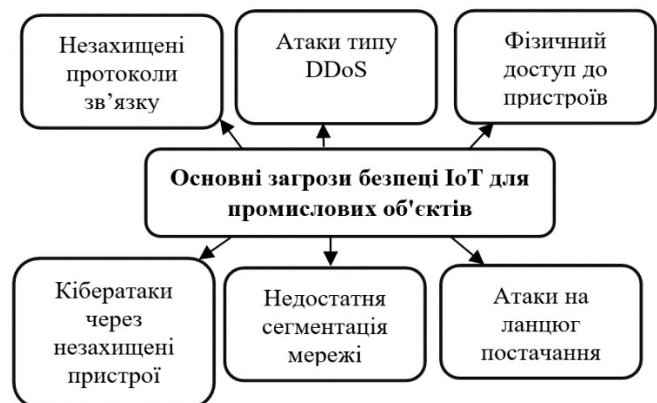 Незахищені
протоколи
зв’язку
Атаки типу
DDoS
Фізичний
доступ до
пристроїв
Основні загрози безпеці IoT для
промислових об'єктів
Кібератаки
через
незахищені
пристрої
Недостатня
сегментація
мережі
Атаки на
ланцюг
постачання